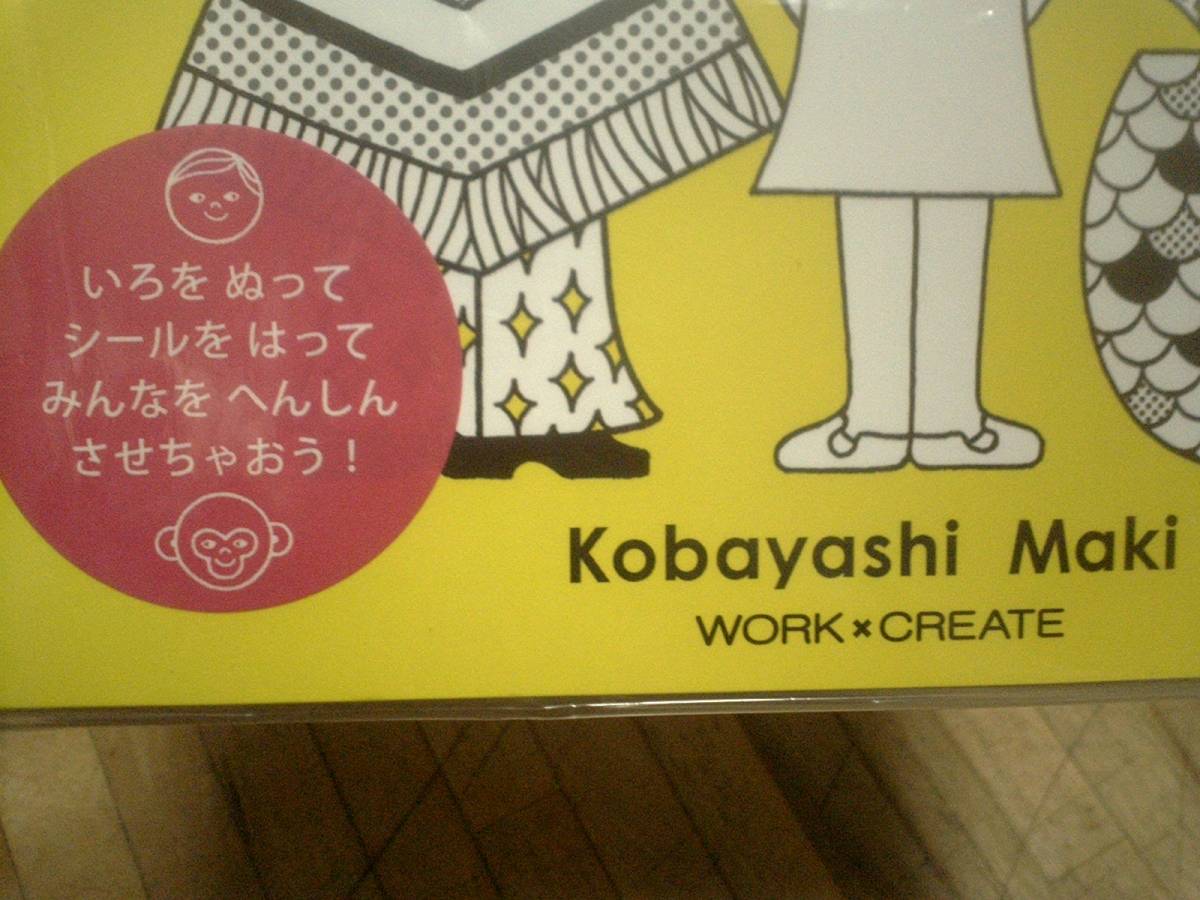 いろを ぬって
シールを はって
みんなを へんしん
させちゃおう！
Kobayashi Maki
WORK×CREATE